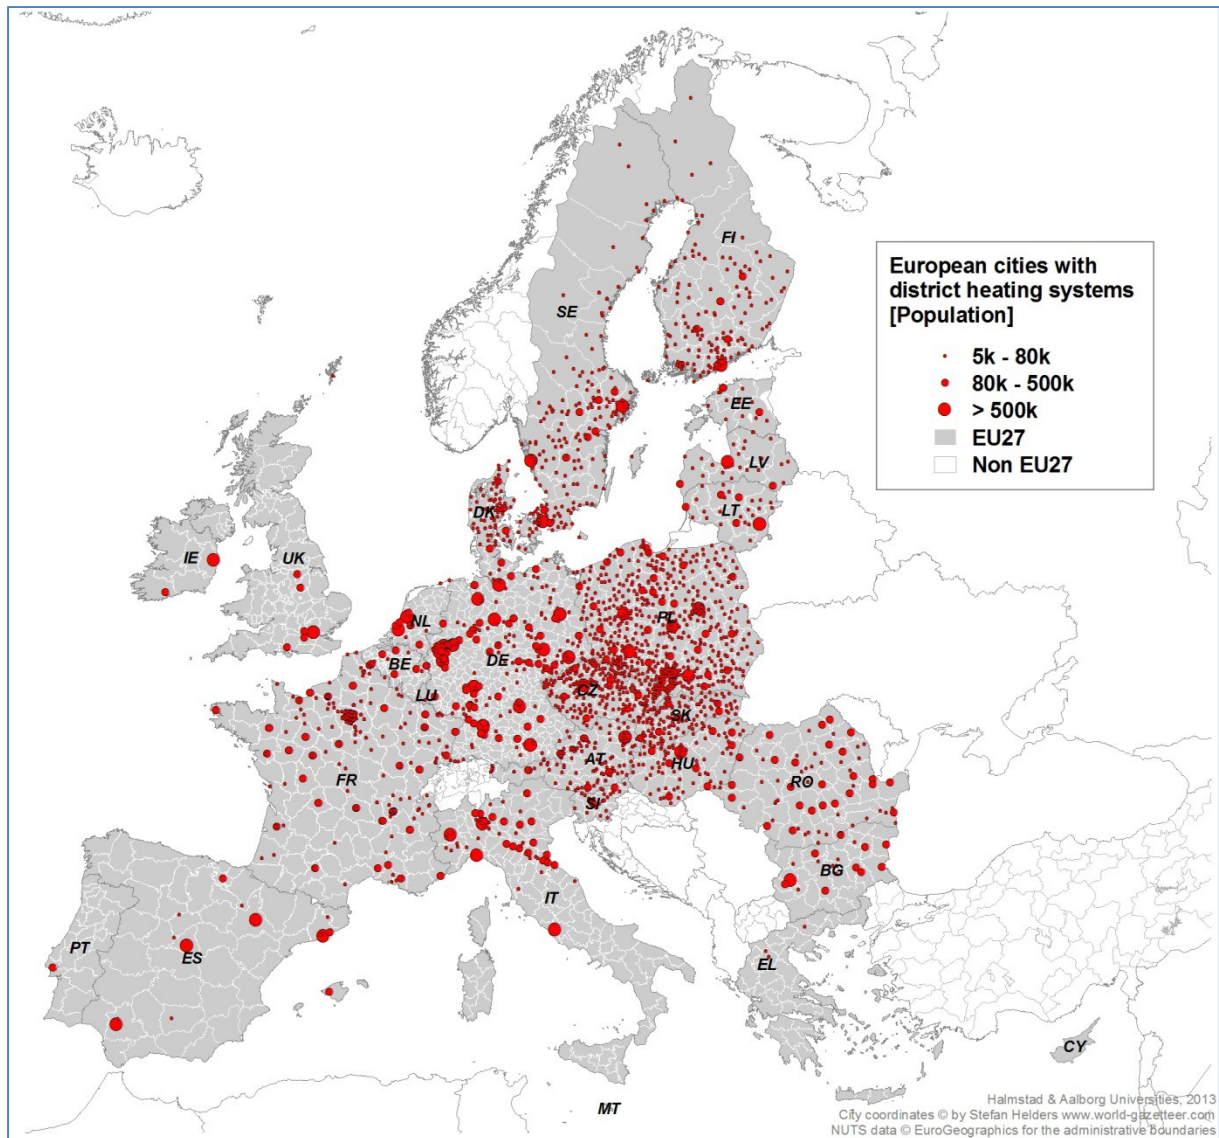 European cities with
district heating systems
[Population]
5k - 80k
80k - 500k
> 500k
EU27
Non EU27
FI
SE
EE
LV
LT
DK
IE
UK
NL
PL
BE
DE
LU
CZ
SK
AT
HU
FR
SI
RO
BG
IT
PT
ES
EL
CY
MT
Halmstad & Aalborg Universities, 2013
City coordinates © by Stefan Helders www.world-gazetteer.com
NUTS data © EuroGeographics for the administrative boundaries